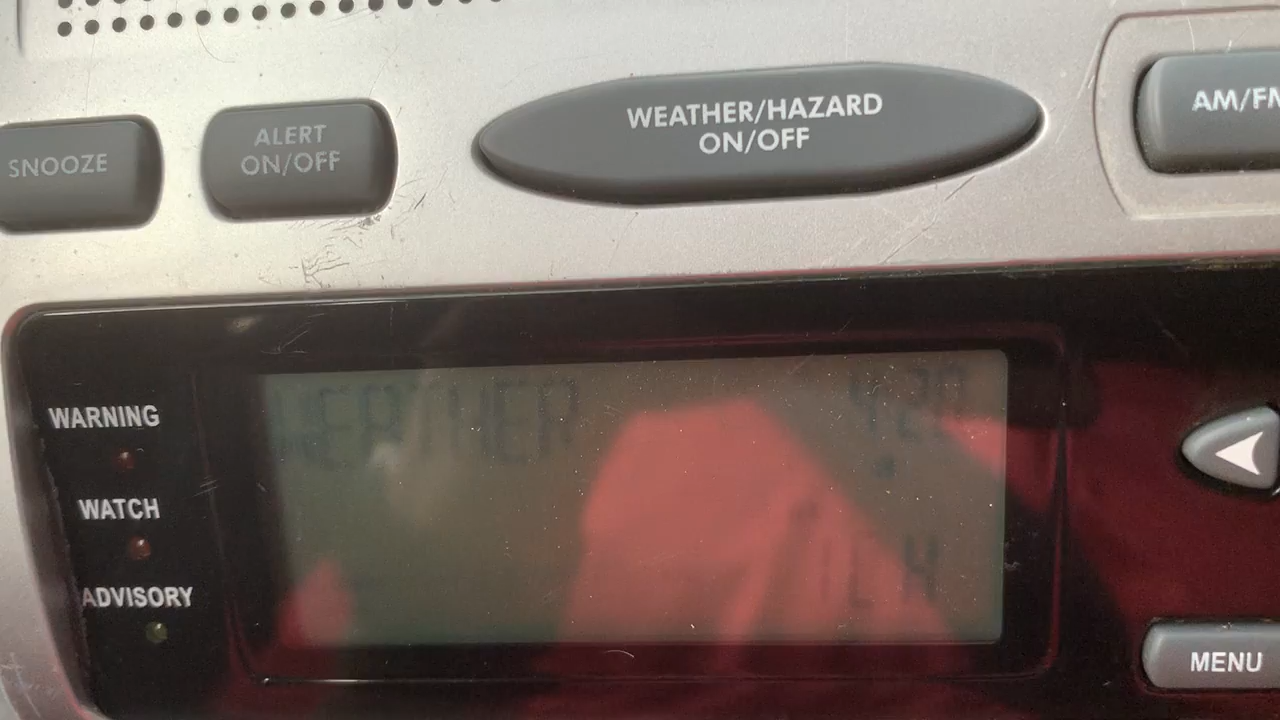 SNOOZE
ALERT
ON/OFF
WEATHER/HAZARD
ON/OFF
AM/FM
WEATHER
WARNING
WATCH
ADVISORY
MENU